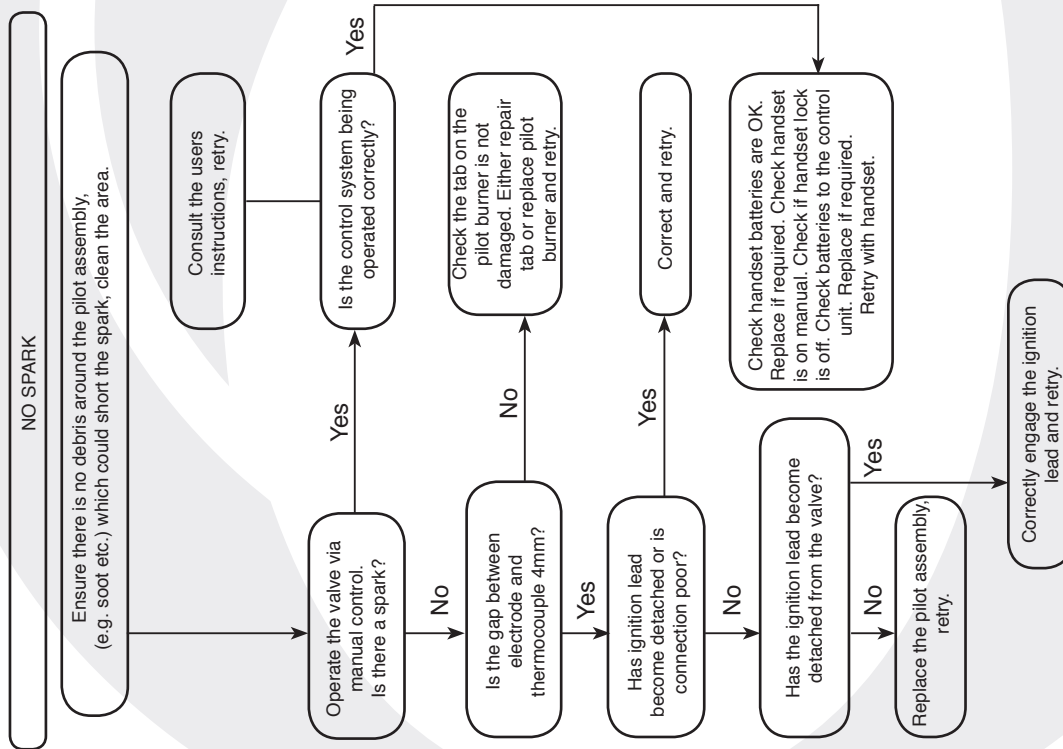 NO SPARK
Ensure there is no debris around the pilot assembly,
(e.g. soot etc.) which could short the spark, clean the area.
Consult the users
instructions, retry.
Operate the valve via
manual control.
Is there a spark?
Yes
Is the control system being
operated correctly?
Yes
No
Is the gap between
electrode and
thermocouple 4mm?
No
Check the tab on the
pilot burner is not
damaged. Either repair
tab or replace pilot
burner and retry.
Yes
Has ignition lead
become detached or is
connection poor?
Yes
Correct and retry.
No
Has the ignition lead become
detached from the valve?
Check handset batteries are OK.
Replace if required. Check handset
is on manual. Check if handset lock
is off. Check batteries to the control
unit. Replace if required.
Retry with handset.
No
Yes
Replace the pilot assembly,
retry.
Correctly engage the ignition
lead and retry.